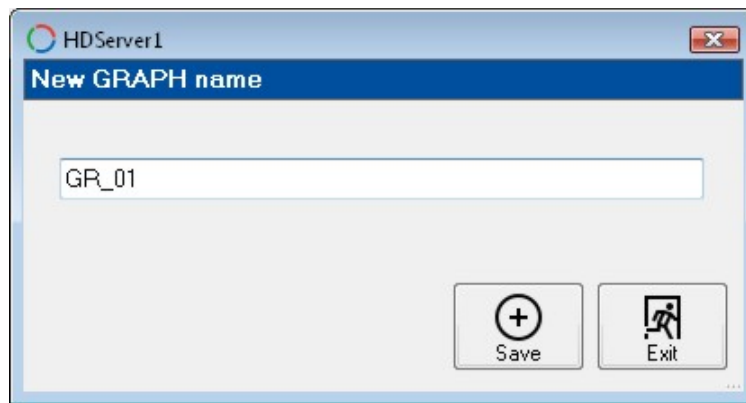 HDServer1
New GRAPH name
GR_01
Save
Exit